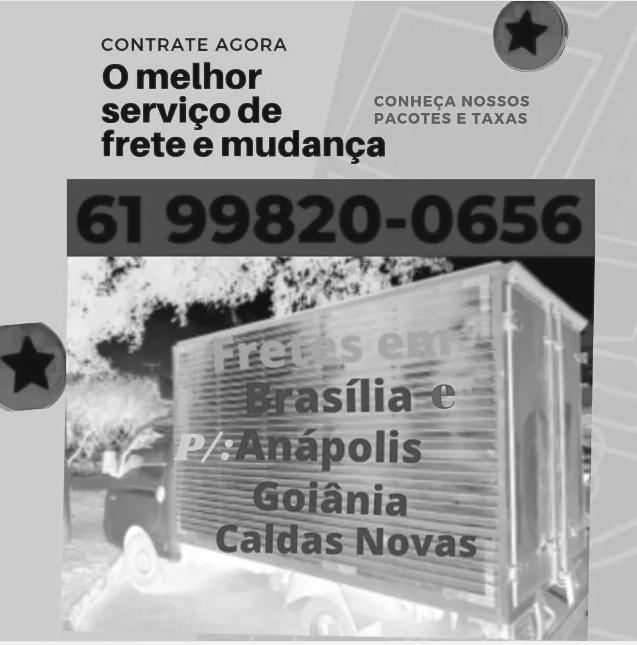 CONTRATE AGORA
O melhor
serviço de
frete e mudança
CONHEÇA NOSSOS
PACOTES E TAXAS
61 99820-0656
Fretes em
Brasília e
P/:Anápolis
Goiânia
Caldas Novas